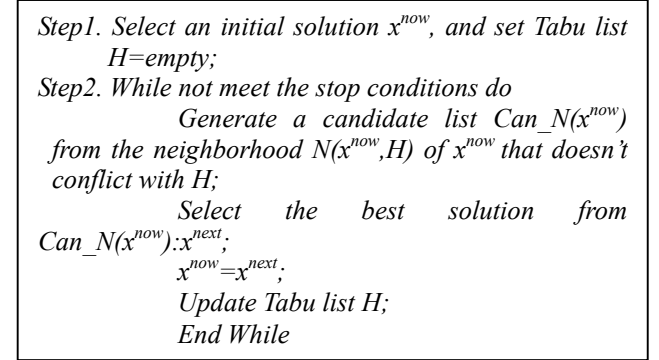 Step1. Select an initial solution x^now, and set Tabu list
H=empty;
Step2. While not meet the stop conditions do
Generate a candidate list Can_N(x^now)
from the neighborhood N(x^now,H) of x^now that doesn't
conflict with H;
Select the best solution from
Can_N(x^now):x^next;
x^now=x^next;
Update Tabu list H;
End While